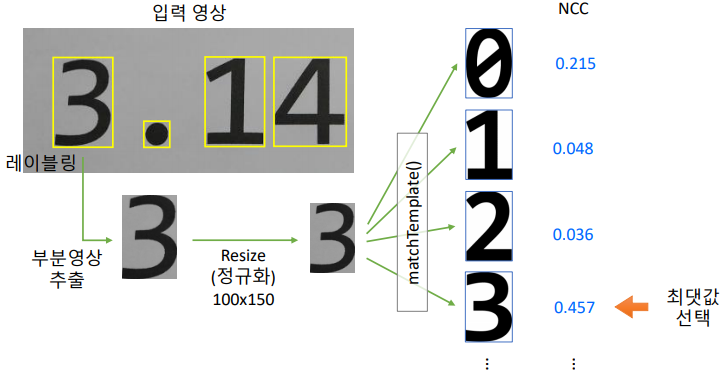 입력 영상
NCC
3.14
레이블링
부분영상
추출
3
Resize
(정규화)
100x150
3
matchTemplate()
0
0.215
1
0.048
2
0.036
3
0.457
최댓값
선택
⋮
⋮